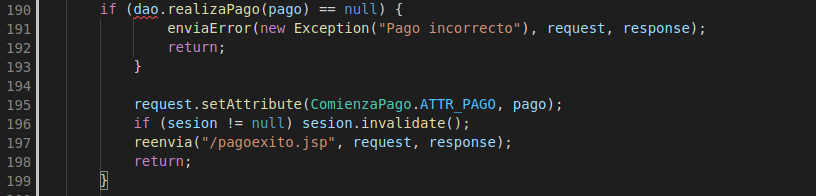 190 if (dao.realizaPago(pago) == null) {
191 enviaError(new Exception("Pago incorrecto"), request, response);
192 return;
193 }
194
195 request.setAttribute(ComienzaPago.ATTR_PAGO, pago);
196 if (sesion != null) sesion.invalidate();
197 reenvia("/pagoexito.jsp", request, response);
198 return;
199 }